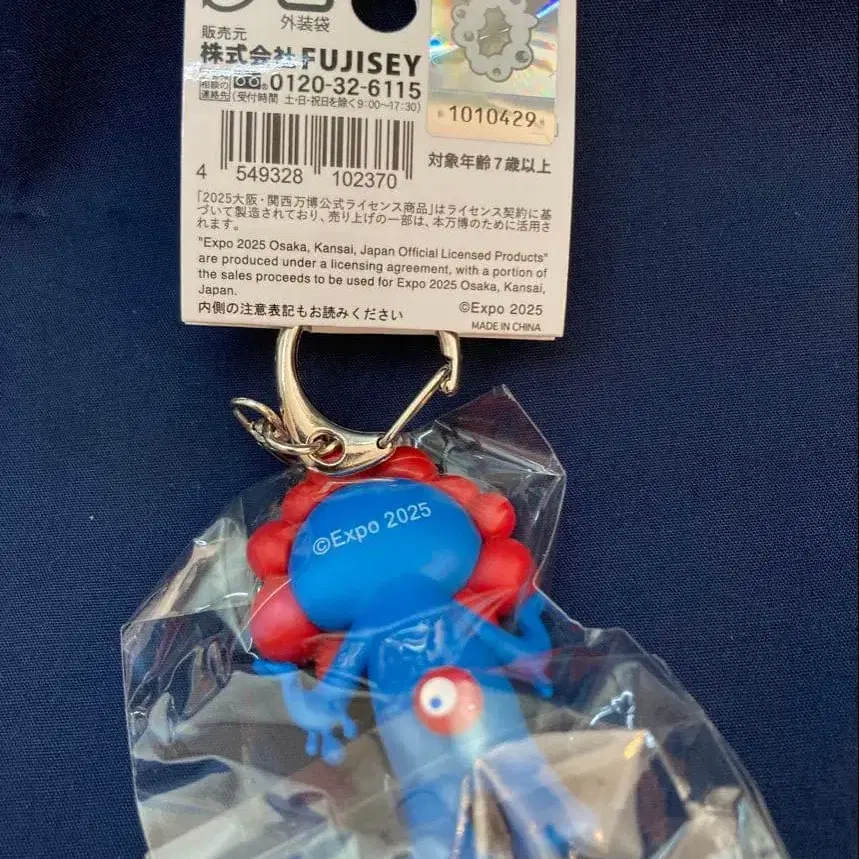 外装袋
販売元
株式会社 FUJISEY
相談の
連絡先
0120-32-6115
(受付時間 土・日・祝日を除く9:00〜17:30)
1010429
対象年齢7歳以上
4 549328 102370
「2025大阪・関西万博公式ライセンス商品」はライセンス契約に基
づいて製造されており、売り上げの一部は、本万博のために活用さ
れます。
"Expo 2025 Osaka, Kansai, Japan Official Licensed Products"
are produced under a licensing agreement, with a portion of
the sales proceeds to be used for Expo 2025 Osaka, Kansai,
Japan.
内側の注意表記もお読みください
©Expo 2025
MADE IN CHINA
©Expo 2025